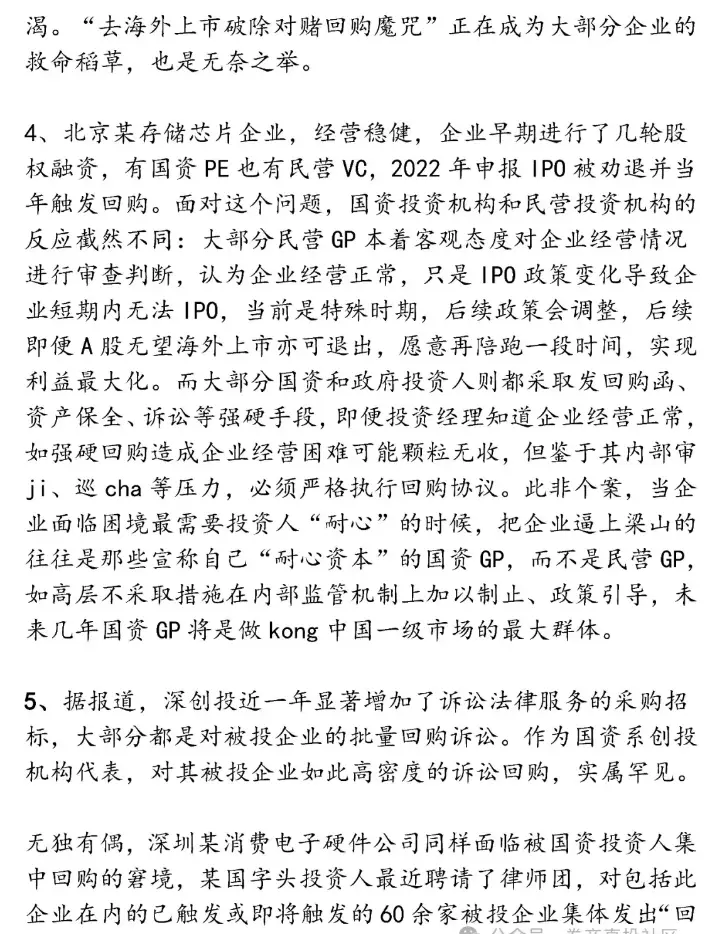 渴。“去海外上市破除对赌回购魔咒”正在成为大部分企业的
救命稻草，也是无奈之举。
4、北京某存储芯片企业，经营稳健，企业早期进行了几轮股
权融资，有国资 PE 也有民营 VC，2022 年申报 IPO 被劝退并当
年触发回购。面对这个问题，国资投资机构和民营投资机构的
反应截然不同：大部分民营 GP 本着客观态度对企业经营情况
进行审查判断，认为企业经营正常，只是 IPO 政策变化导致企
业短期内无法 IPO，当前是特殊时期，后续政策会调整，后续
即便 A 股无望海外上市亦可退出，愿意再陪跑一段时间，实现
利益最大化。而大部分国资和政府投资人则都采取发回购函、
资产保全、诉讼等强硬手段，即便投资经理知道企业经营正常，
如强硬回购造成企业经营困难可能颗粒无收，但鉴于其内部审
ji、巡 cha 等压力，必须严格执行回购协议。此非个案，当企
业面临困境最需要投资人“耐心”的时候，把企业逼上梁山的
往往是那些宣称自己“耐心资本”的国资 GP，而不是民营 GP，
如高层不采取措施在内部监管机制上加以制止、政策引导，未
来几年国资 GP 将是做 kong 中国一级市场的最大群体。
5、据报道，深创投近一年显著增加了诉讼法律服务的采购招
标，大部分都是对被投企业的批量回购诉讼。作为国资系创投
机构代表，对其被投企业如此高密度的诉讼回购，实属罕见。
无独有偶，深圳某消费电子硬件公司同样面临被国资投资人集
中回购的窘境，某国字头投资人最近聘请了律师团，对包括此
企业在内的已触发或即将触发的 60 余家被投企业集体发出“回